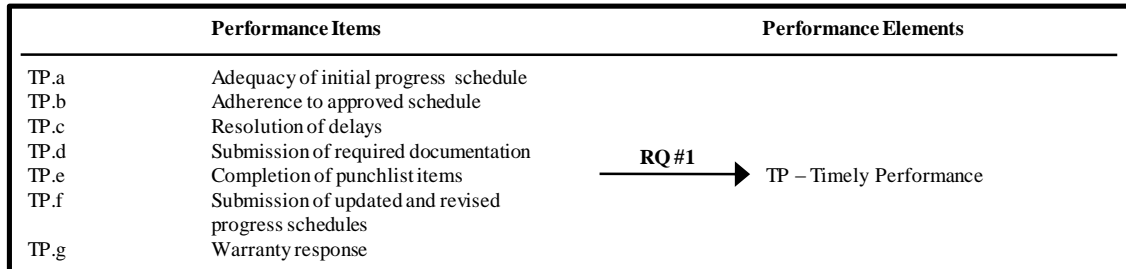 Performance Items Performance Elements
TP.a Adequacy of initial progress schedule
TP.b Adherence to approved schedule
TP.c Resolution of delays
TP.d Submission of required documentation
RQ #1
TP.e Completion of punchlist items
TP – Timely Performance
TP.f Submission of updated and revised
progress schedules
TP.g Warranty response